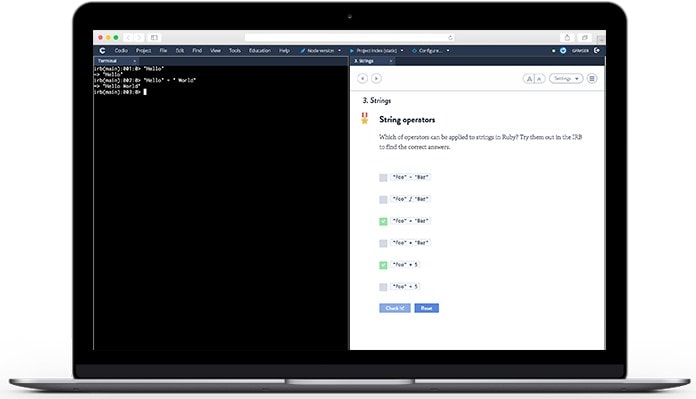 Codio Project File Edit Find View Tools Education Help Node version Project Index (static) Configure...
Terminal
irb(main):001:0> "Hello"
=> "Hello"
irb(main):002:0> "Hello" + " World"
=> "Hello World"
irb(main):003:0>
3. Strings
A A Settings
3. Strings
String operators
Which of operators can be applied to strings in Ruby? Try them out in the IRB
to find the correct answers.
"Foo" - "Bar"
"Foo" / "Bar"
"Foo" + "Bar"
"Foo" * "Bar"
"Foo" * 5
"Foo" + 5
Check It!
Reset